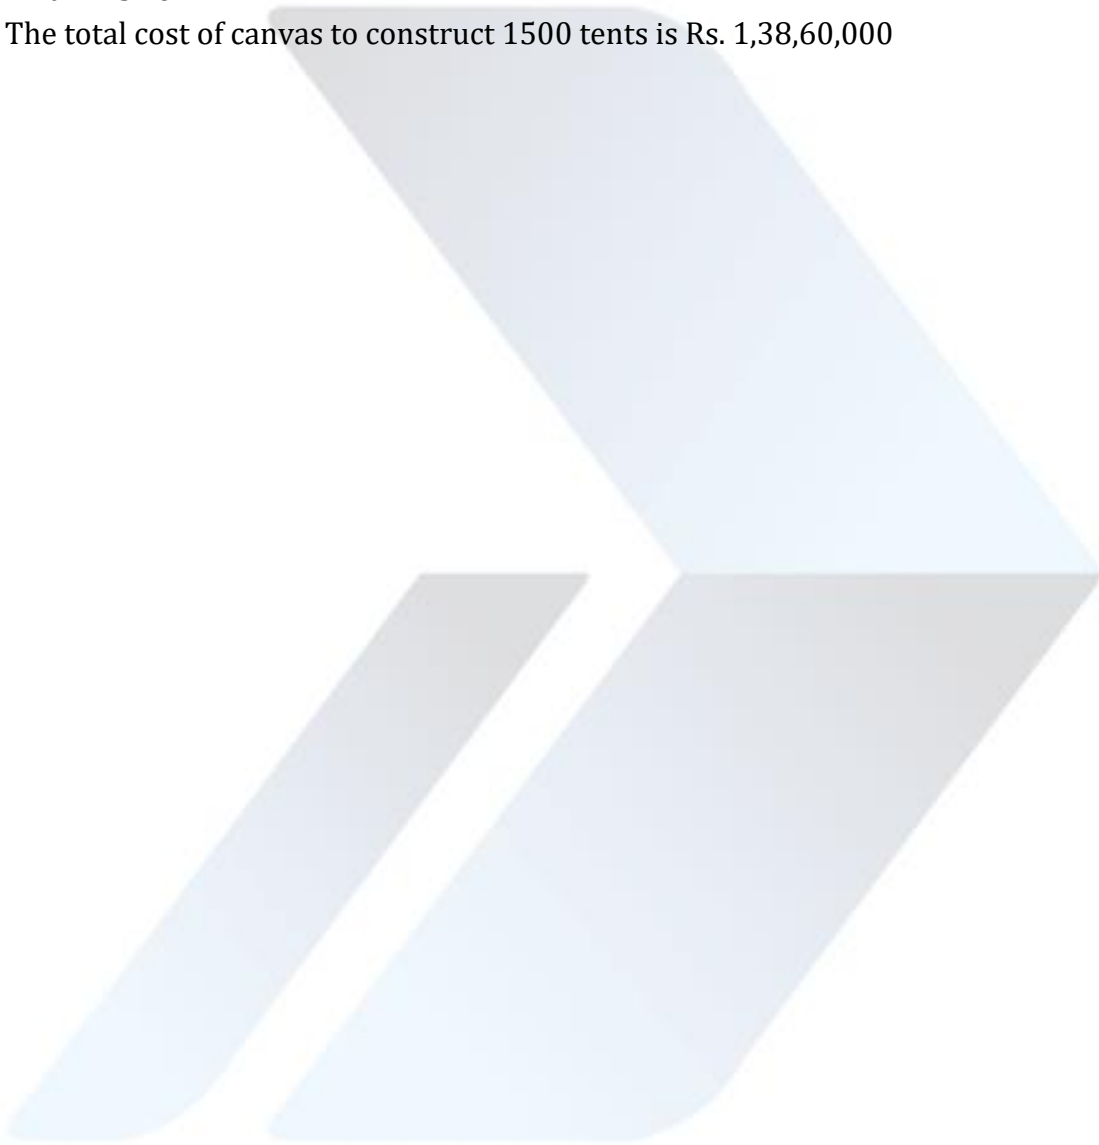 The total cost of canvas to construct 1500 tents is Rs. 1,38,60,000